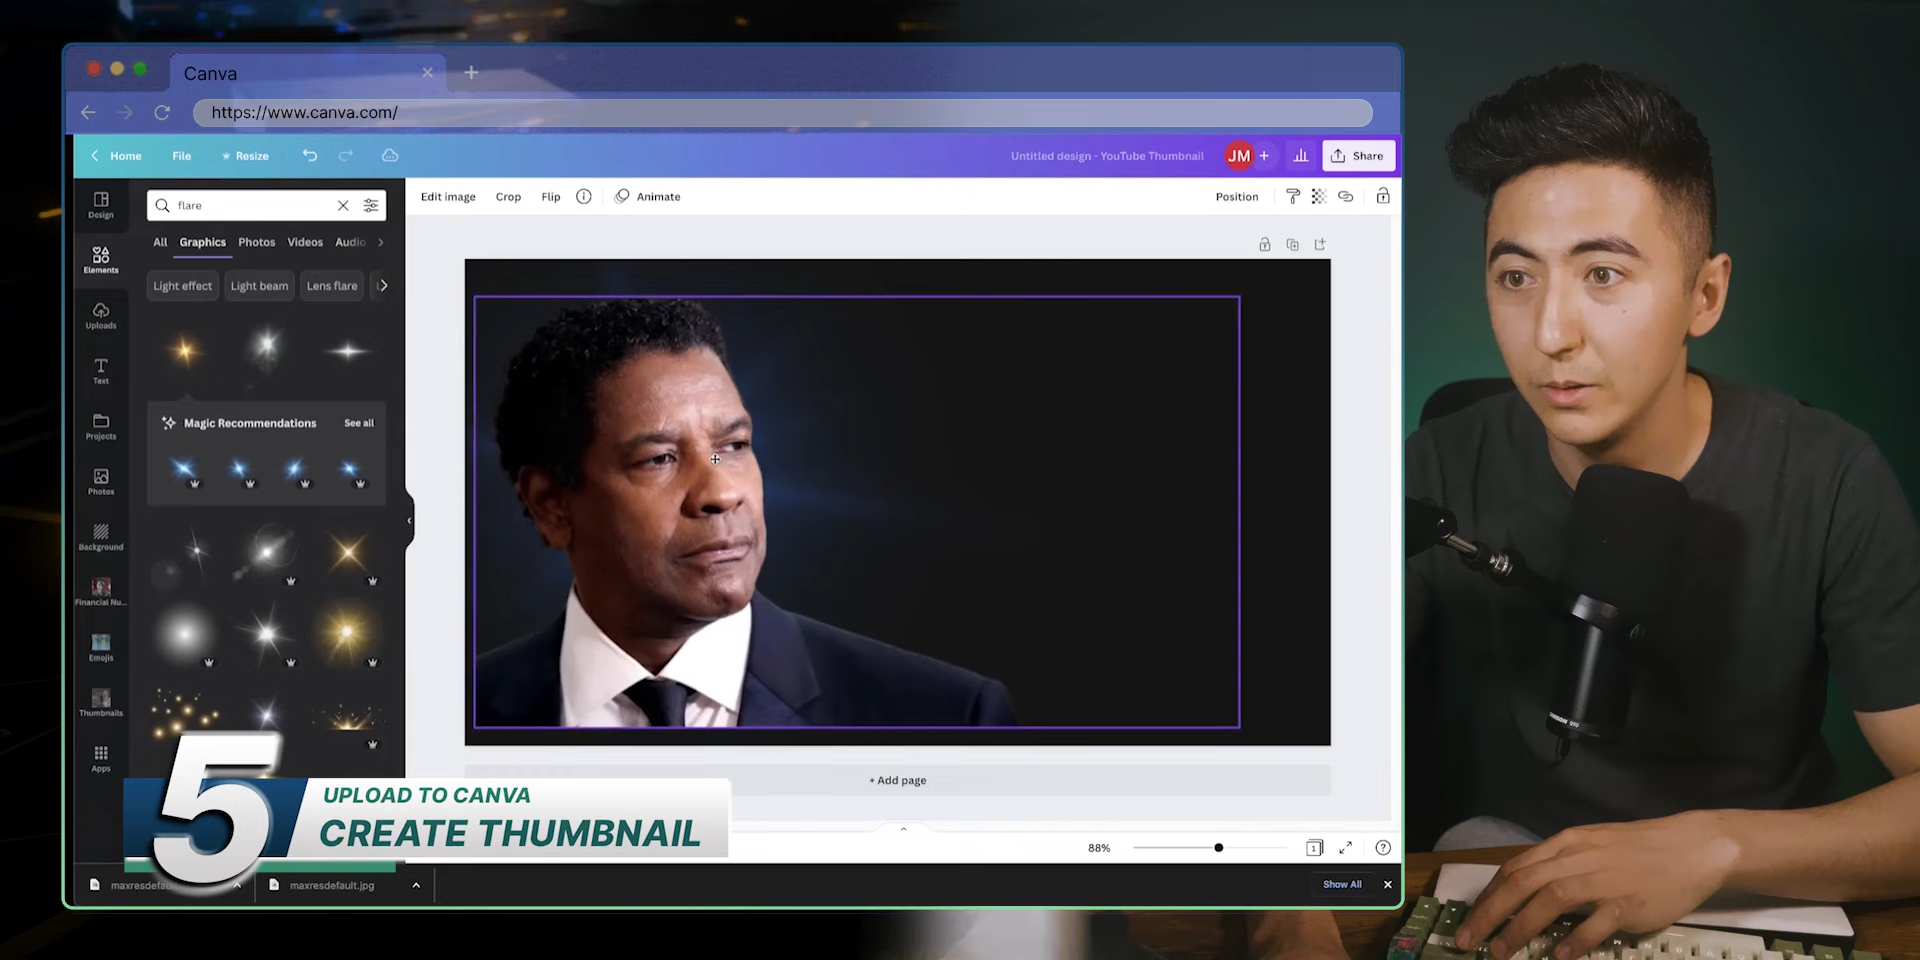 Canva
https://www.canva.com/
Home File Resize
Untitled design - YouTube Thumbnail
JM
Share
Design
flare
Edit image Crop Flip Animate
Position
Elements
All Graphics Photos Videos Audio
Light effect Light beam Lens flare
Uploads
Text
Magic Recommendations See all
Projects
Photos
Background
Financial Nu...
Emojis
Thumbnails
Apps
+ Add page
5
UPLOAD TO CANVA
CREATE THUMBNAIL
88%
1
maxresdefault.jpg
Show All